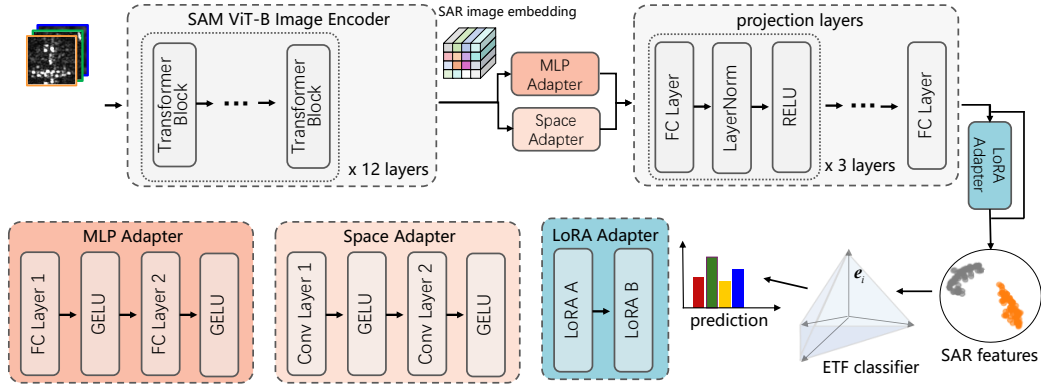 SAM ViT-B Image Encoder
Transformer
Block
Transformer
Block
x 12 layers
SAR image embedding
MLP
Adapter
Space
Adapter
projection layers
FC Layer
LayerNorm
RELU
x 3 layers
FC Layer
LoRA
Adapter
MLP Adapter
FC Layer 1
GELU
FC Layer 2
GELU
Space Adapter
Conv Layer 1
GELU
Conv Layer 2
GELU
LoRA Adapter
LoRA A
LoRA B
prediction
e_i
ETF classifier
SAR features